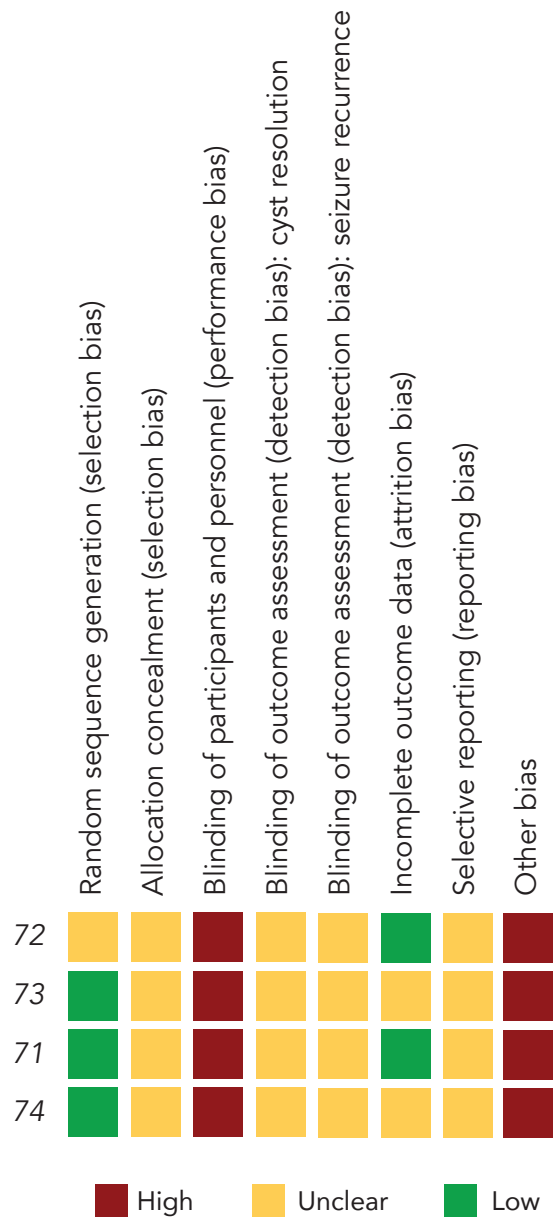 Random sequence generation (selection bias)
Allocation concealment (selection bias)
Blinding of participants and personnel (performance bias)
Blinding of outcome assessment (detection bias): cyst resolution
Blinding of outcome assessment (detection bias): seizure recurrence
Incomplete outcome data (attrition bias)
Selective reporting (reporting bias)
Other bias
72
73
71
74
High Unclear Low